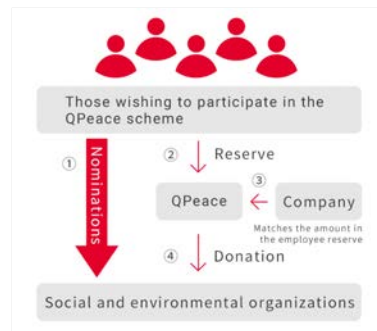 Those wishing to participate in the
QPeace scheme
① Nominations
② Reserve
③
QPeace
Company
Matches the amount in
the employee reserve
④ Donation
Social and environmental organizations